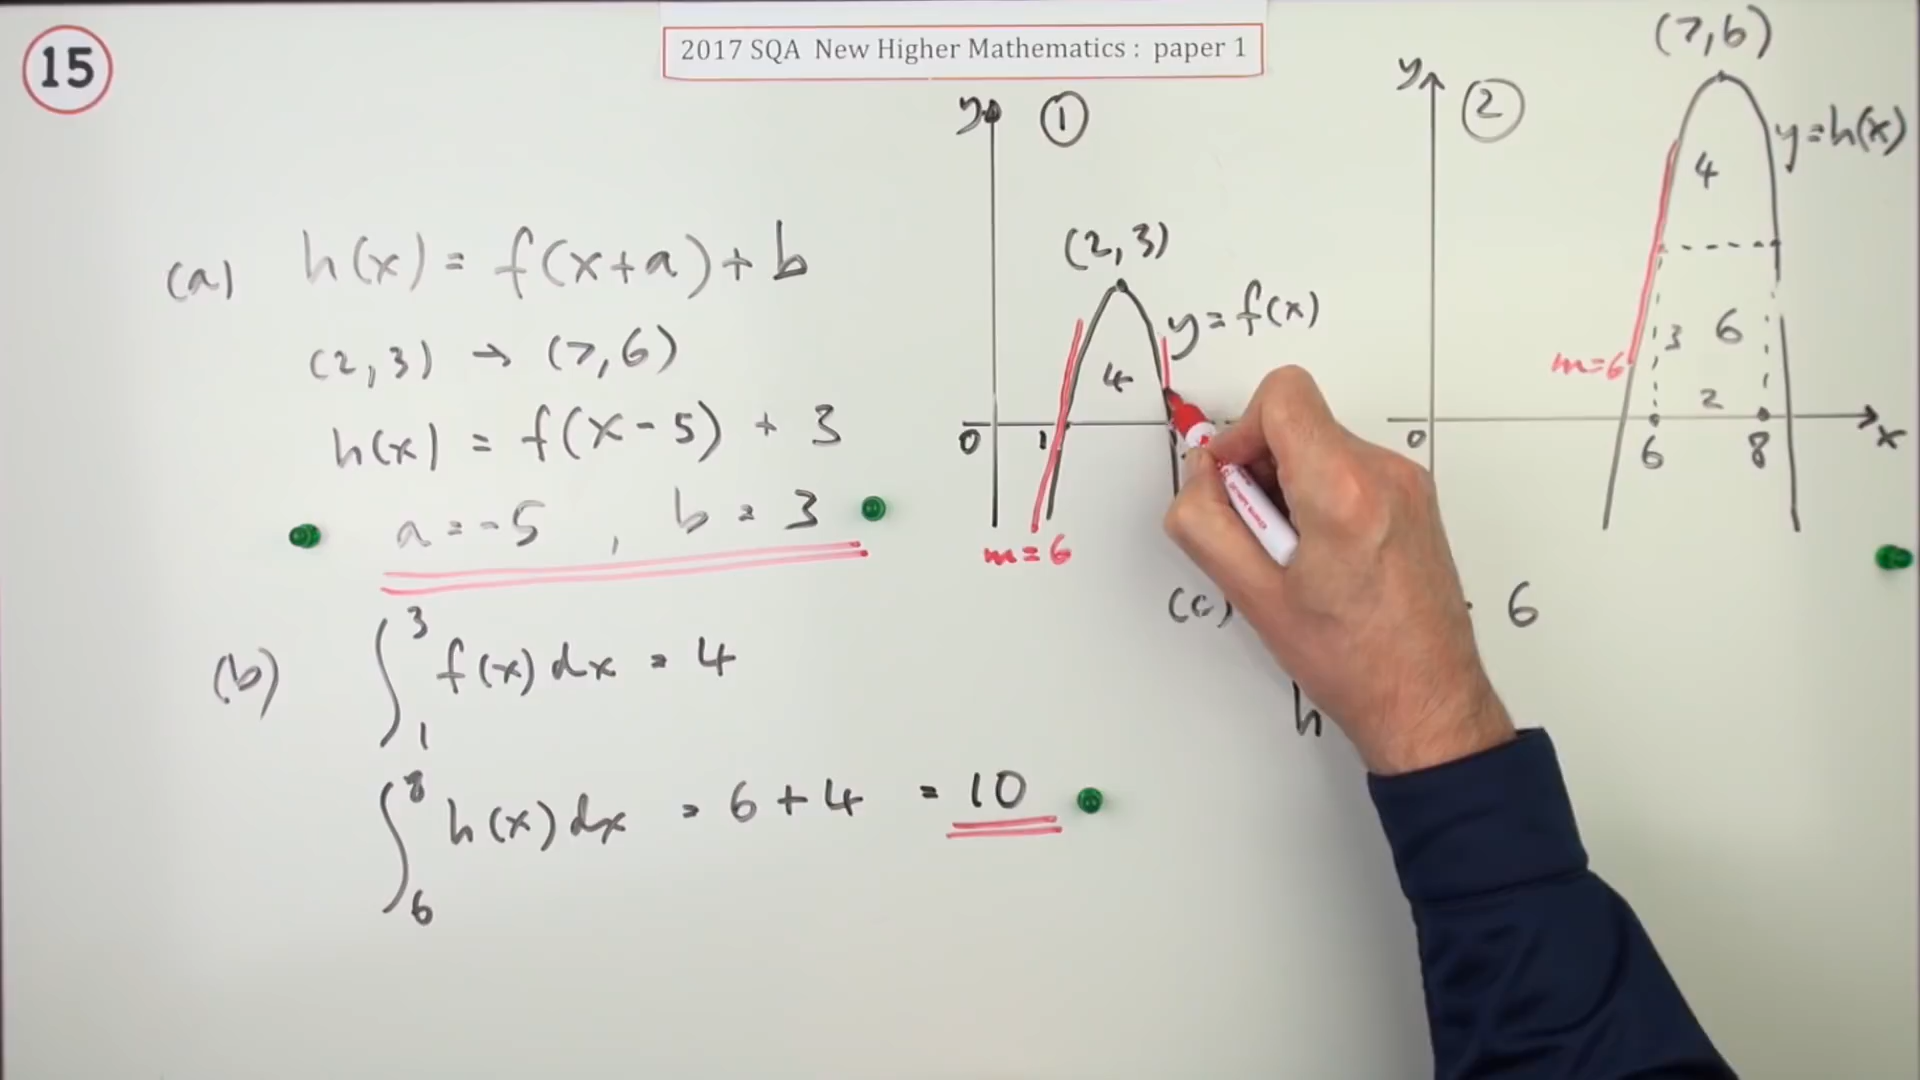 15
2017 SQA New Higher Mathematics : paper 1
(a) h(x) = f(x+a) + b
(2,3) → (7,6)
h(x) = f(x-5) + 3
a = -5 , b = 3
(b) ∫₁³ f(x) dx = 4
∫₆⁸ h(x) dx = 6 + 4 = 10
y
1
(2,3)
y = f(x)
4
0
1
m = 6
y
2
(7,6)
y = h(x)
4
3
6
2
m = 6
0
6
8
x
(c)
6
h